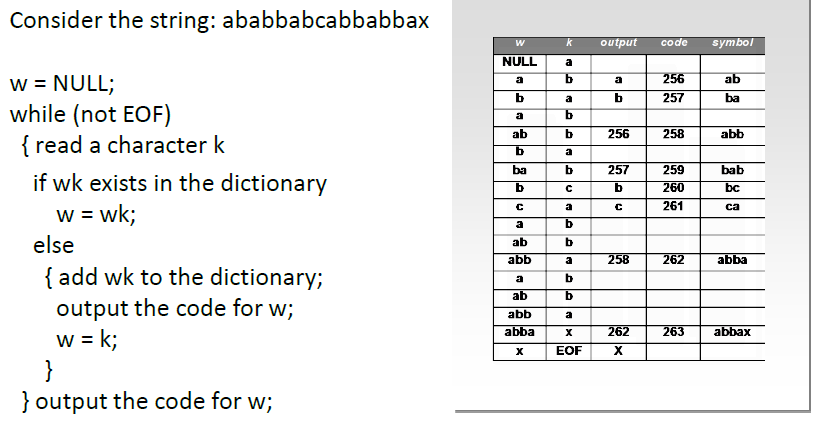 Consider the string: ababbabcabbabbax
w = NULL;
while (not EOF)
{ read a character k
if wk exists in the dictionary
w = wk;
else
{ add wk to the dictionary;
output the code for w;
w = k;
}
} output the code for w;
w k output code symbol
NULL a
a b a 256 ab
b a b 257 ba
a b
ab b 256 258 abb
b a
ba b 257 259 bab
b c b 260 bc
c a c 261 ca
a b
ab b
abb a 258 262 abba
a b
ab b
abb a
abba x 262 263 abbax
x EOF X